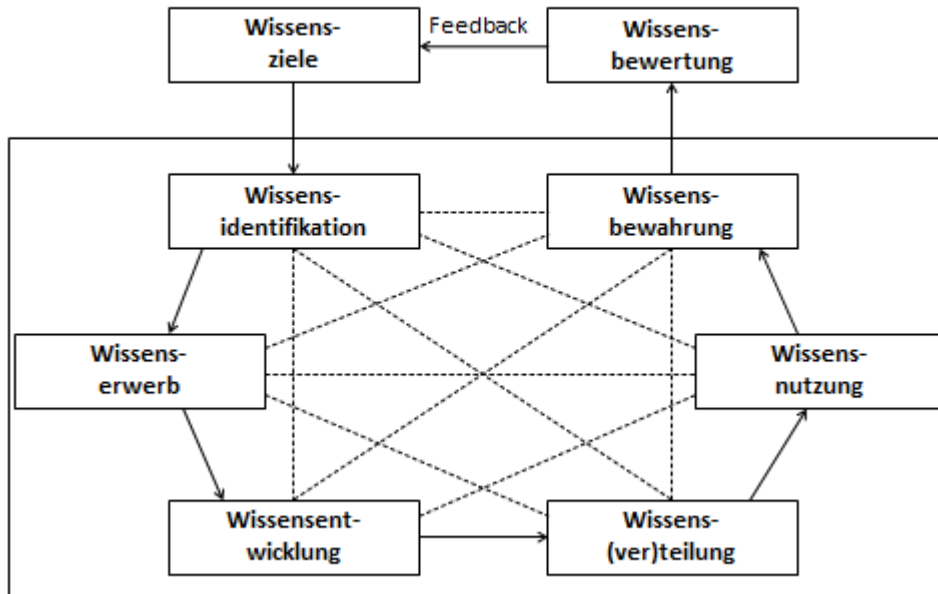 Wissens-
ziele
Feedback
Wissens-
bewertung
Wissens-
identifikation
Wissens-
bewahrung
Wissens-
erwerb
Wissens-
nutzung
Wissensent-
wicklung
Wissens-
(ver)teilung